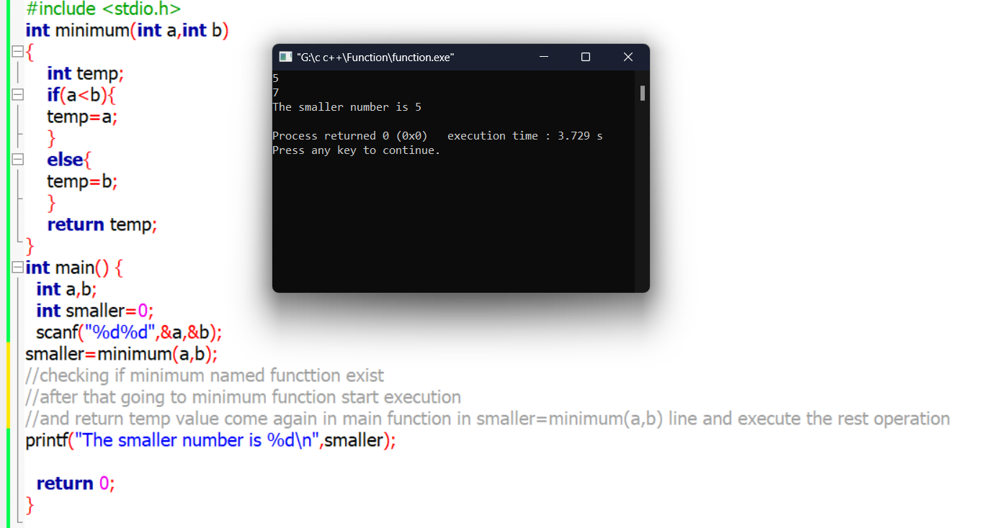 #include <stdio.h>
int minimum(int a,int b)
{
int temp;
if(a<b){
temp=a;
}
else{
temp=b;
}
return temp;
}
int main() {
int a,b;
int smaller=0;
scanf("%d%d",&a,&b);
smaller=minimum(a,b);
//checking if minimum named functtion exist
//after that going to minimum function start execution
//and return temp value come again in main function in smaller=minimum(a,b) line and execute the rest operation
printf("The smaller number is %d\n",smaller);
return 0;
}
"G:\c c++\Function\function.exe"
5
7
The smaller number is 5
Process returned 0 (0x0)   execution time : 3.729 s
Press any key to continue.